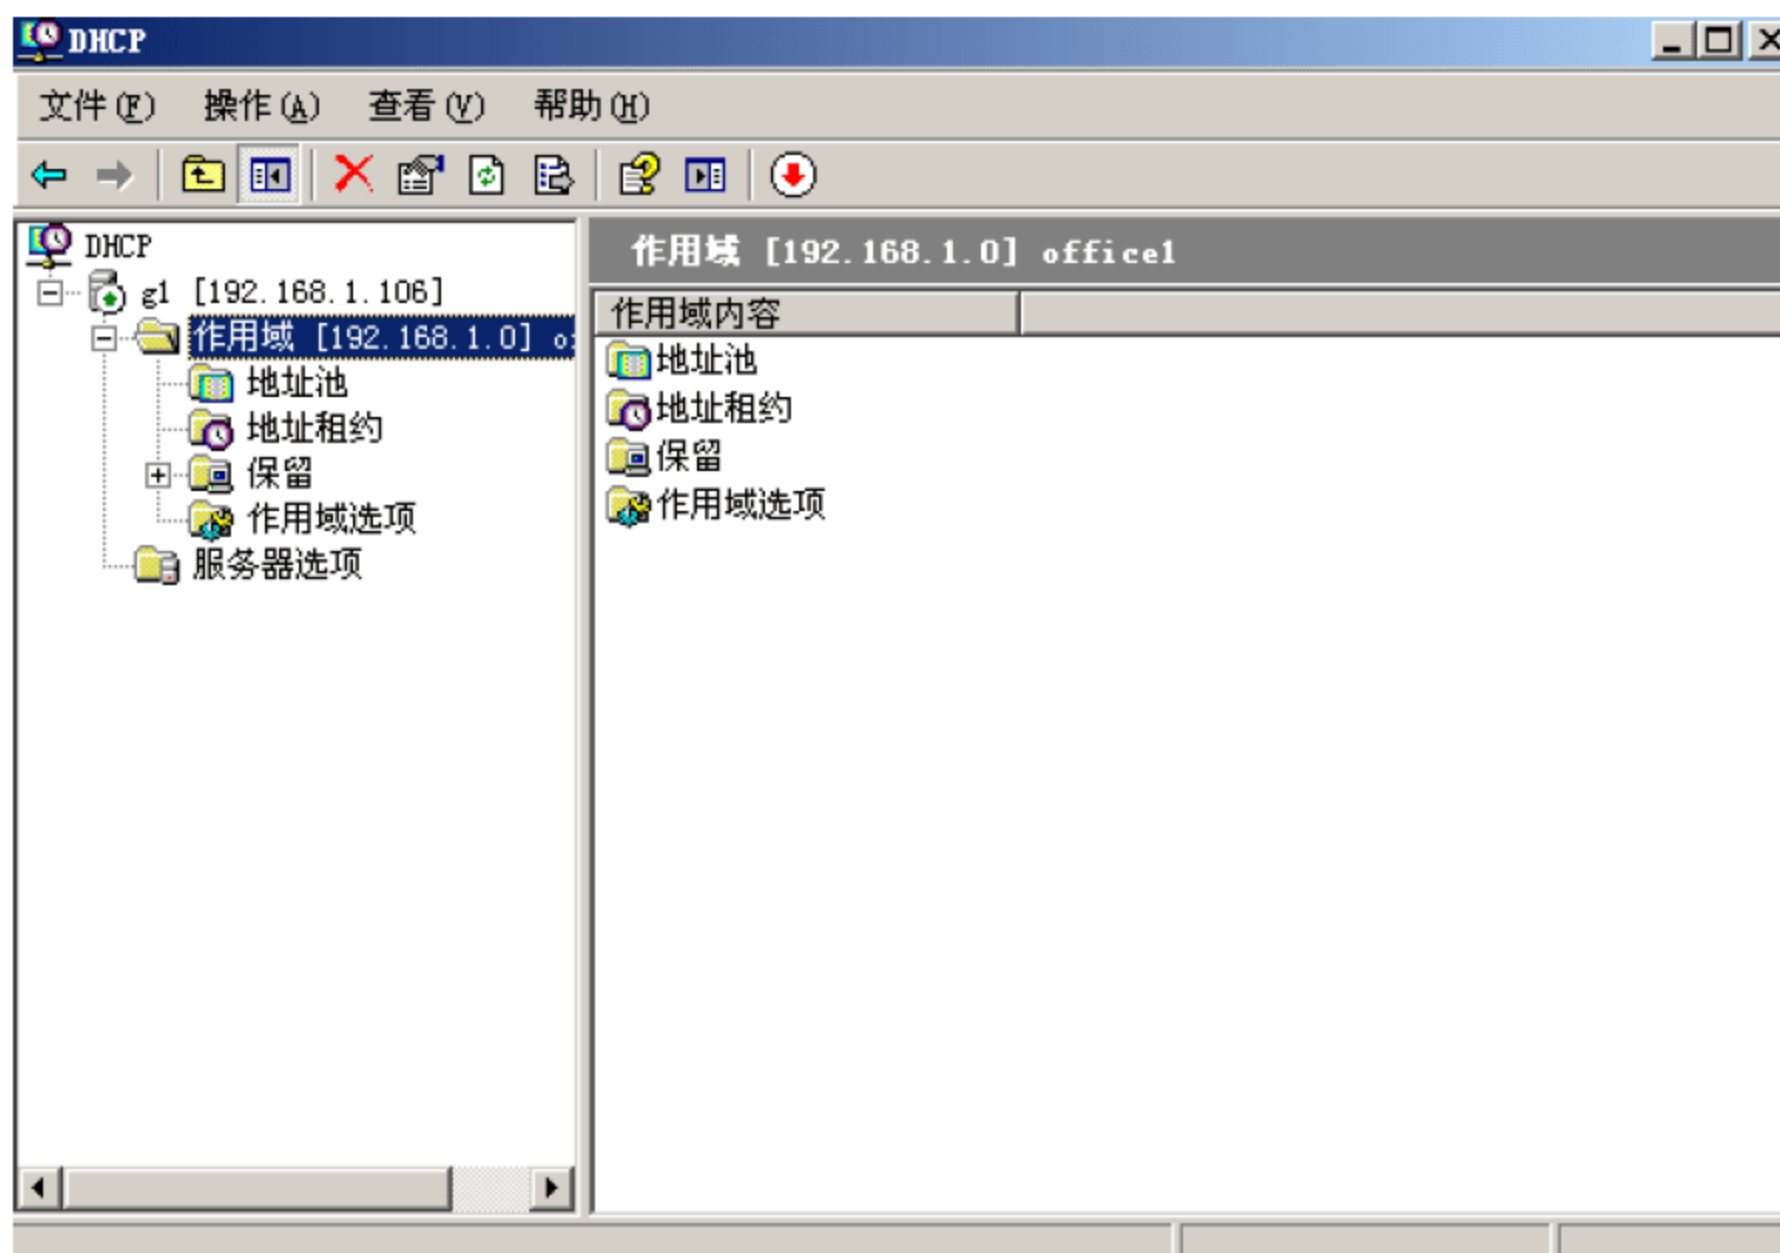 DHCP
文件(F) 操作(A) 查看(V) 帮助(H)
DHCP
g1 [192.168.1.106]
作用域 [192.168.1.0]
地址池
地址租约
保留
作用域选项
服务器选项
作用域 [192.168.1.0] office1
作用域内容
地址池
地址租约
保留
作用域选项